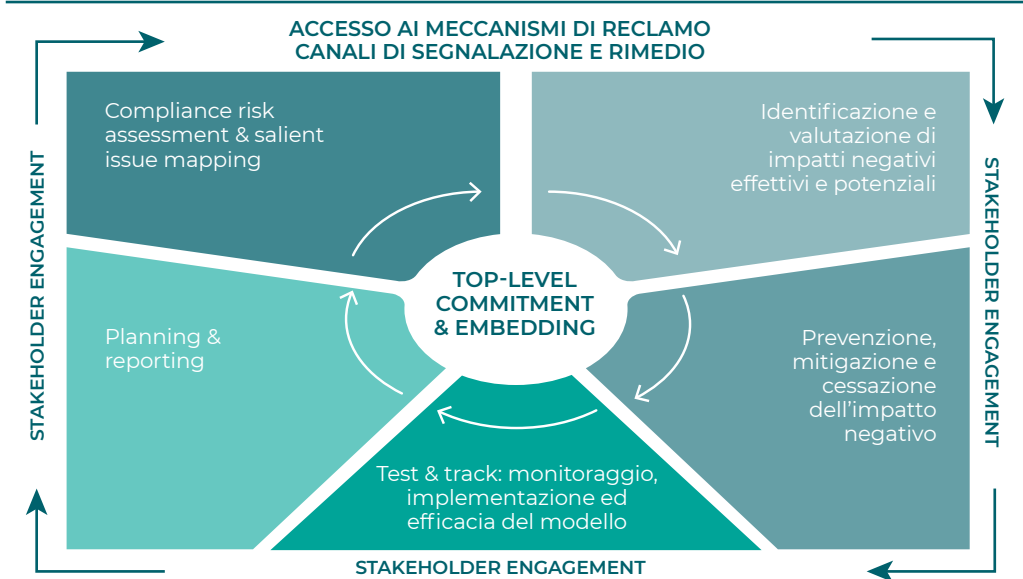 ACCESSO AI MECCANISMI DI RECLAMO
CANALI DI SEGNALAZIONE E RIMEDIO
Compliance risk
assessment & salient
issue mapping
Identificazione e
valutazione di
impatti negativi
effettivi e potenziali
STAKEHOLDER ENGAGEMENT
STAKEHOLDER ENGAGEMENT
TOP-LEVEL
COMMITMENT
& EMBEDDING
Planning &
reporting
Prevenzione,
mitigazione e
cessazione
dell’impatto
negativo
Test & track: monitoraggio,
implementazione ed
efficacia del modello
STAKEHOLDER ENGAGEMENT